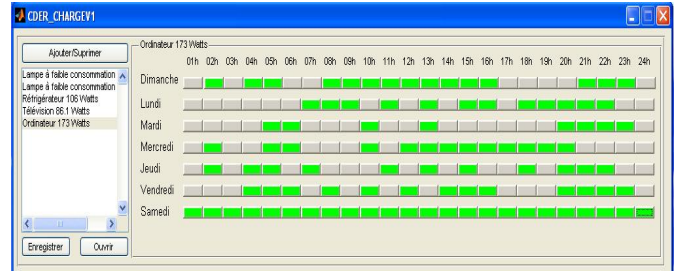 CDER_CHARGEV1
Ajouter/Suprimer
Lampe à faible consommation
Lampe à faible consommation
Réfrigérateur 106 Watts
Télévision 86.1 Watts
Ordinateur 173 Watts
Enregistrer
Ouvrir
Ordinateur 173 Watts
01h 02h 03h 04h 05h 06h 07h 08h 09h 10h 11h 12h 13h 14h 15h 16h 17h 18h 19h 20h 21h 22h 23h 24h
Dimanche
Lundi
Mardi
Mercredi
Jeudi
Vendredi
Samedi